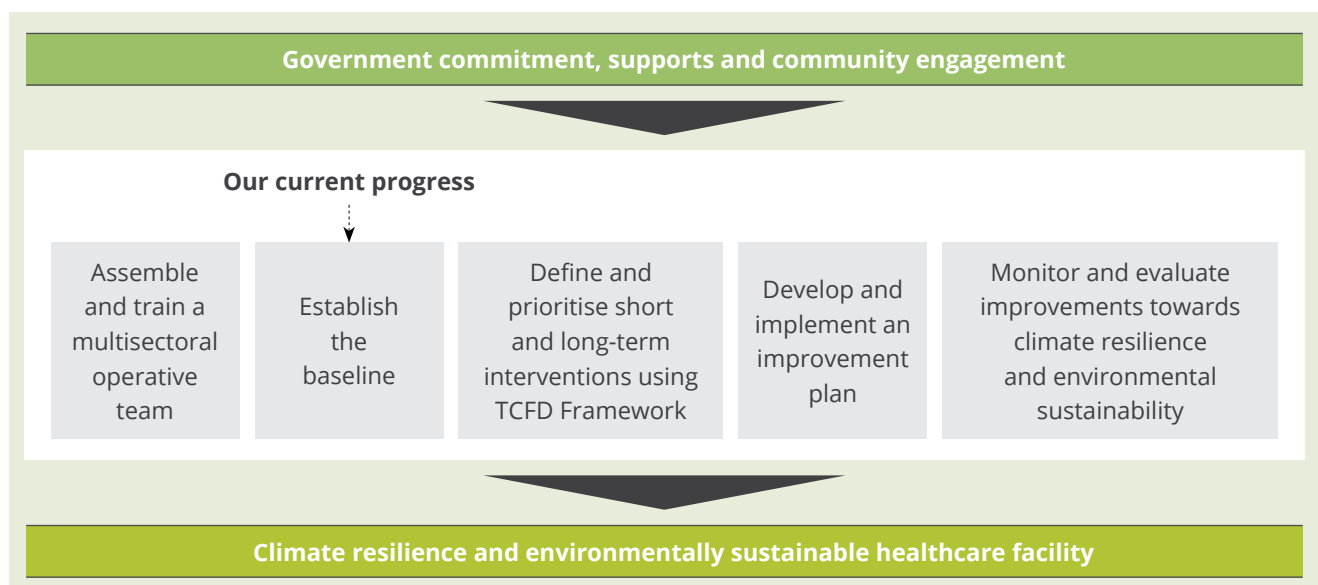 Government commitment, supports and community engagement
Our current progress
Assemble
and train a
multisectoral
operative
team
Establish
the
baseline
Define and
prioritise short
and long-term
interventions using
TCFD Framework
Develop and
implement an
improvement
plan
Monitor and evaluate
improvements towards
climate resilience
and environmental
sustainability
Climate resilience and environmentally sustainable healthcare facility